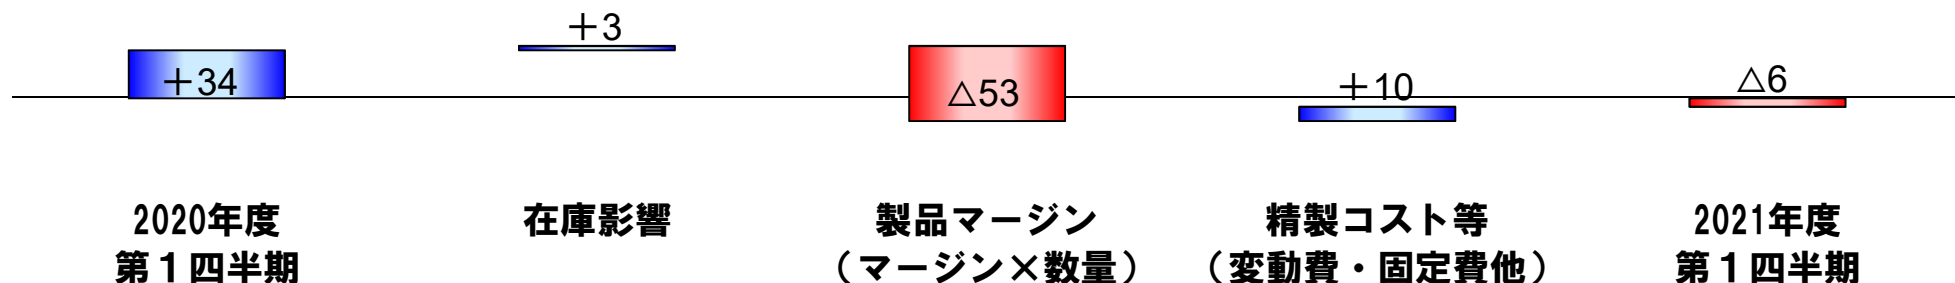 +34
+3
△53
+10
△6
2020年度
第1四半期
在庫影響
製品マージン
(マージン×数量)
精製コスト等
(変動費・固定費他)
2021年度
第1四半期